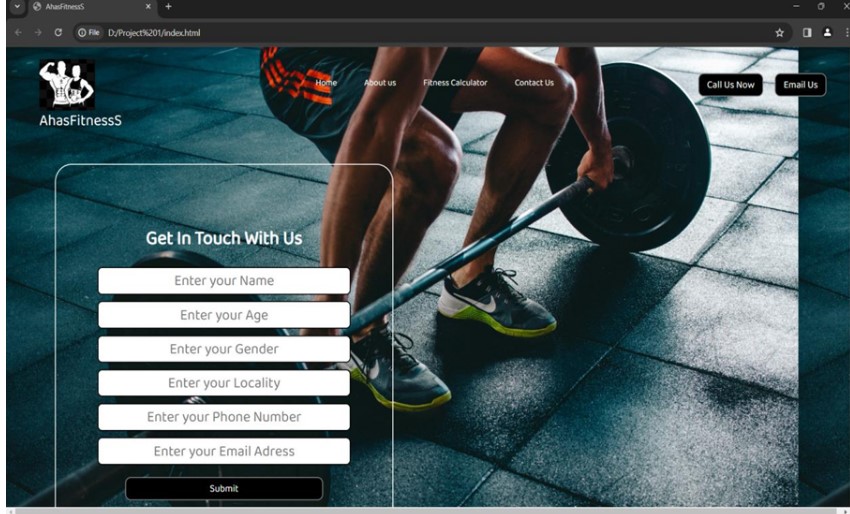 AhasFitnessS
File D:/Project%201/index.html
Home About us Fitness Calculator Contact Us Call Us Now Email Us
AhasFitnessS
Get In Touch With Us
Enter your Name
Enter your Age
Enter your Gender
Enter your Locality
Enter your Phone Number
Enter your Email Adress
Submit